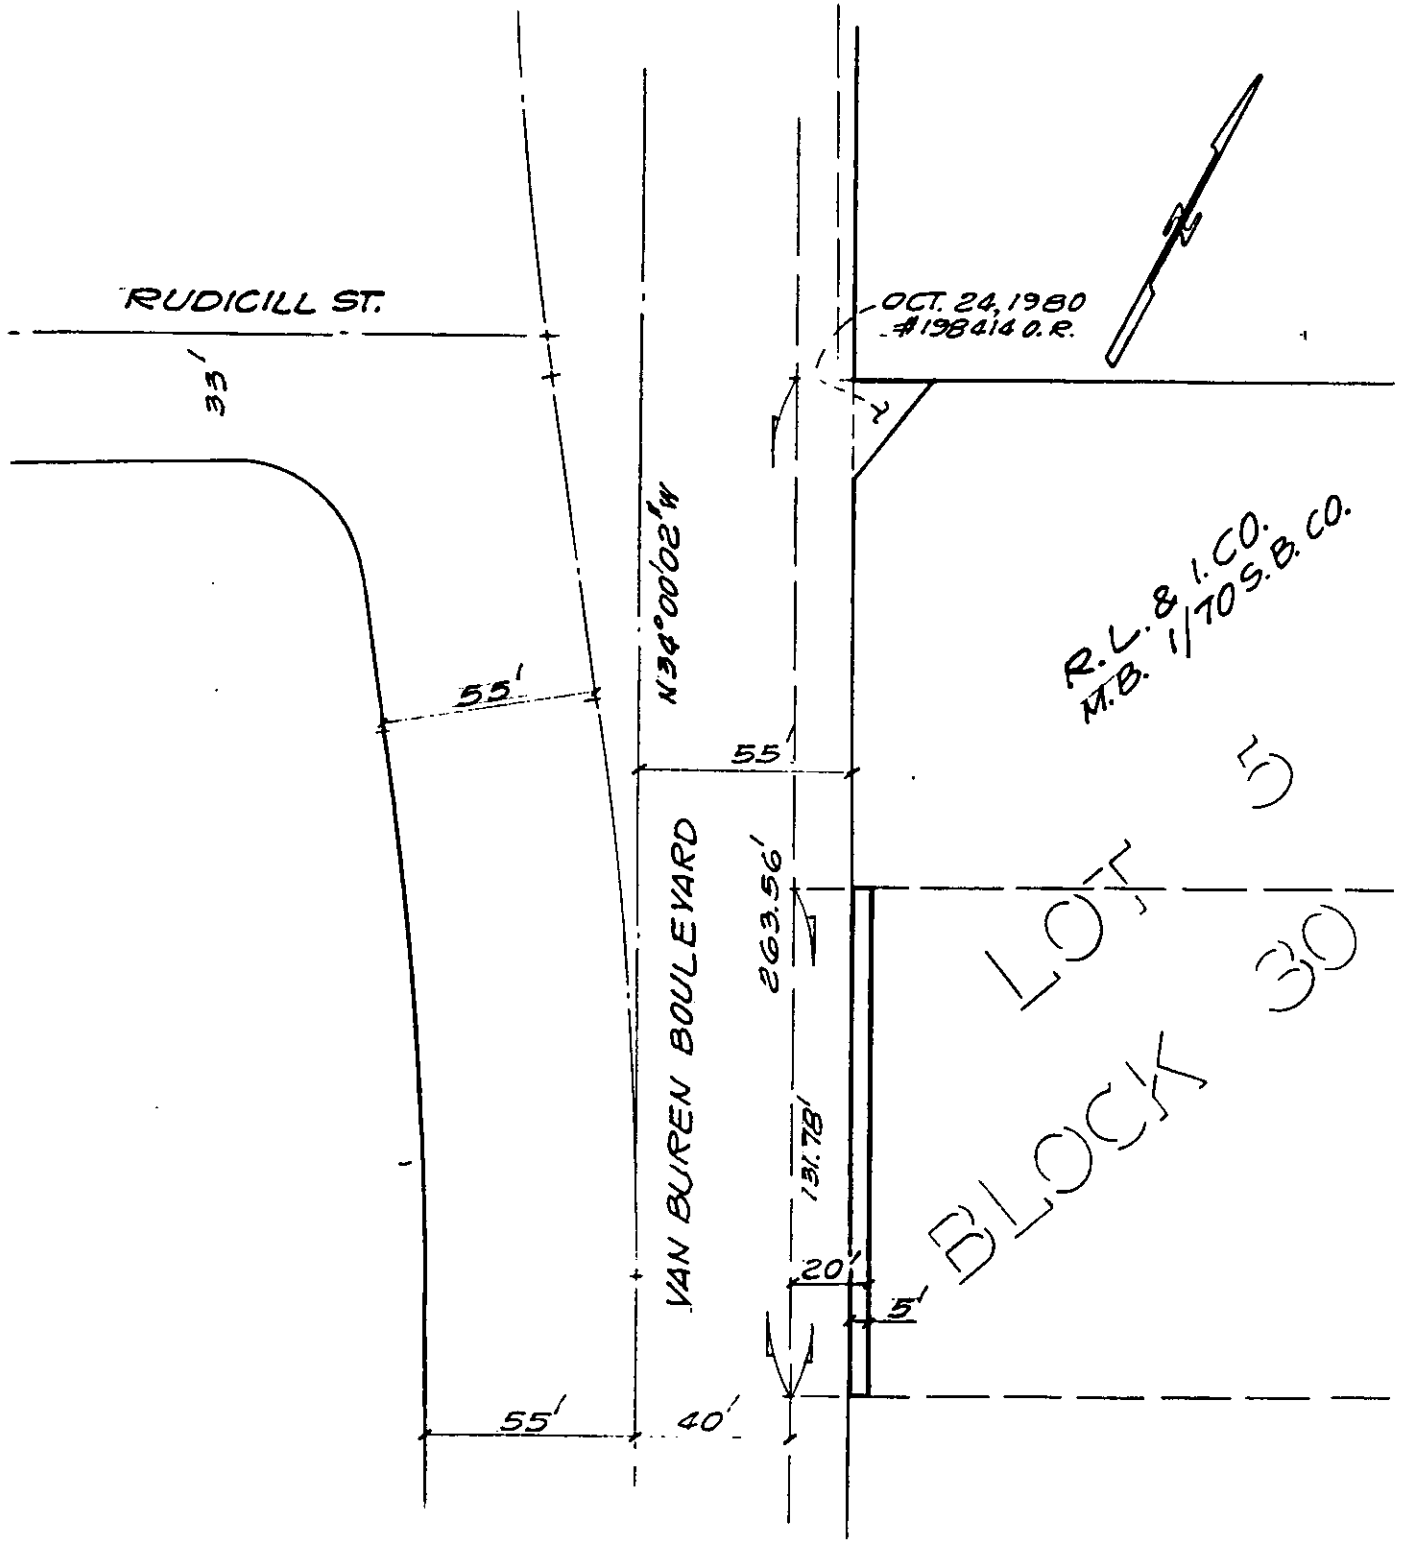 RUDICILL ST.
33'
OCT. 24, 1980
#198414 O.R.
N
N34°00'02"W
R. L. & I. CO.
M.B. 1/70 S.B. CO.
55'
55'
LOT 5
BLOCK 30
263.56'
VAN BUREN BOULEVARD
131.78'
20'
5'
55'
40'